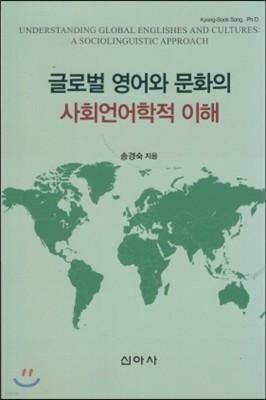 Kyong-Sook Song, Ph.D.
UNDERSTANDING GLOBAL ENGLISHES AND CULTURES:
A SOCIOLINGUISTIC APPROACH
글로벌 영어와 문화의
사회언어학적 이해
송경숙 지음
신아사